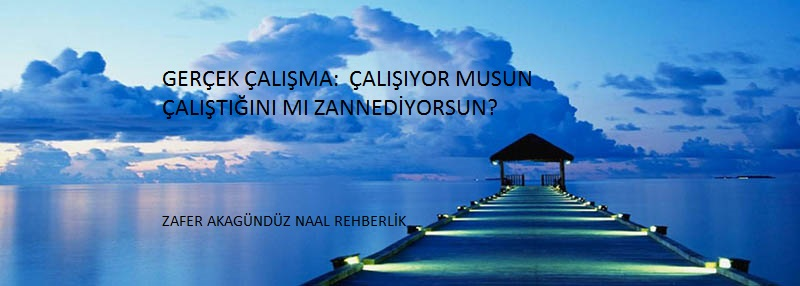 GERÇEK ÇALIŞMA:  ÇALIŞIYOR MUSUN
ÇALIŞTIĞINI MI ZANNEDİYORSUN?
ZAFER AKAGÜNDÜZ NAAL REHBERLİK